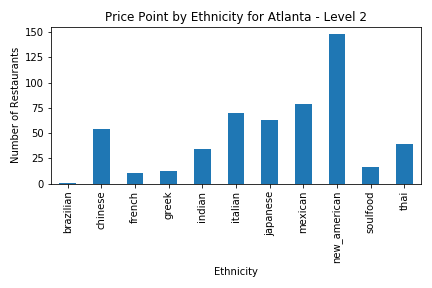 Price Point by Ethnicity for Atlanta - Level 2
Number of Restaurants
150
125
100
75
50
25
0
brazilian
chinese
french
greek
indian
italian
japanese
mexican
new_american
soulfood
thai
Ethnicity